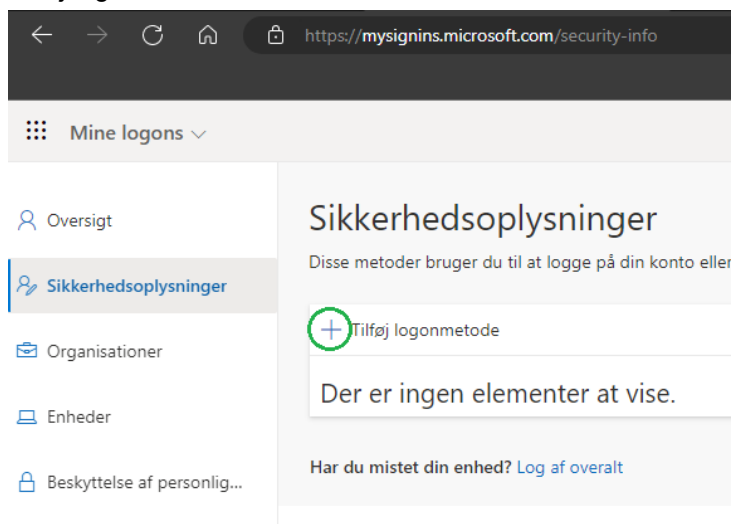 https://mysignins.microsoft.com/security-info
Mine logons
Oversigt
Sikkerhedsoplysninger
Organisationer
Enheder
Beskyttelse af personlig...
Sikkerhedsoplysninger
Disse metoder bruger du til at logge på din konto eller
Tilføj logonmetode
Der er ingen elementer at vise.
Har du mistet din enhed? Log af overalt